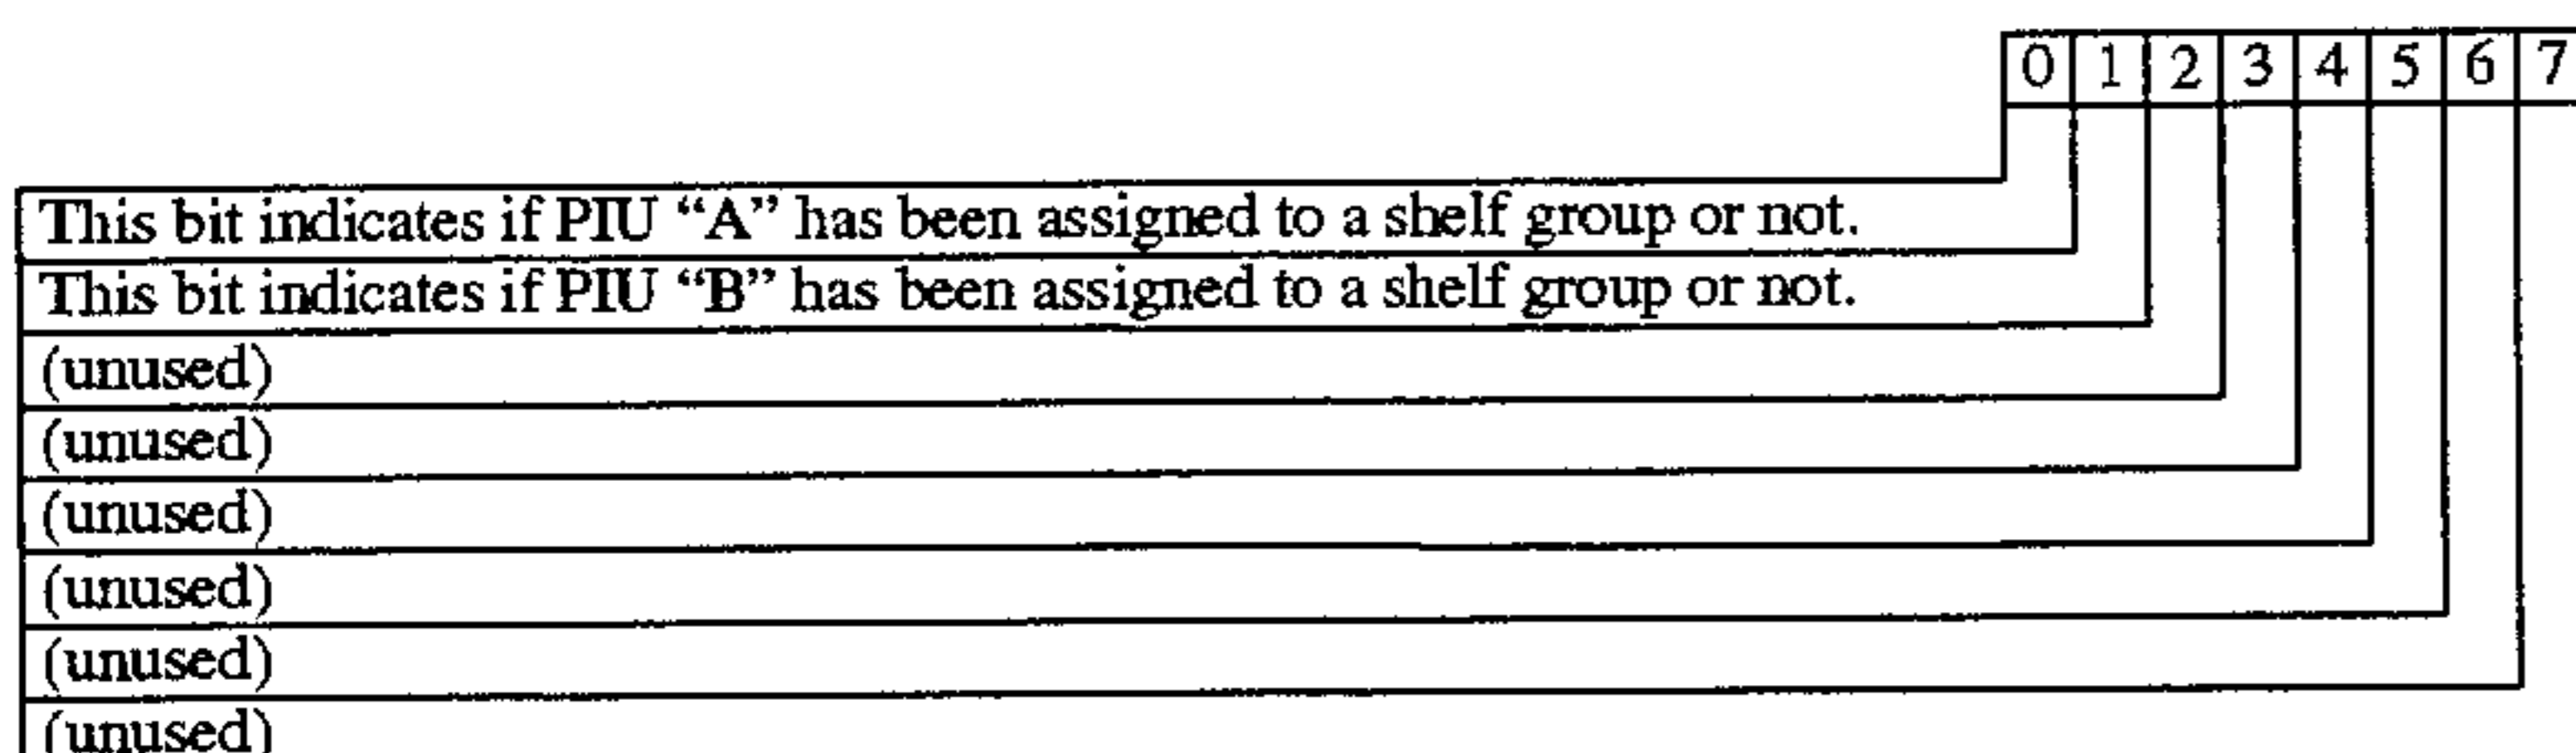 0 1 2 3 4 5 6 7
This bit indicates if PIU “A” has been assigned to a shelf group or not.
This bit indicates if PIU “B” has been assigned to a shelf group or not.
(unused)
(unused)
(unused)
(unused)
(unused)
(unused)